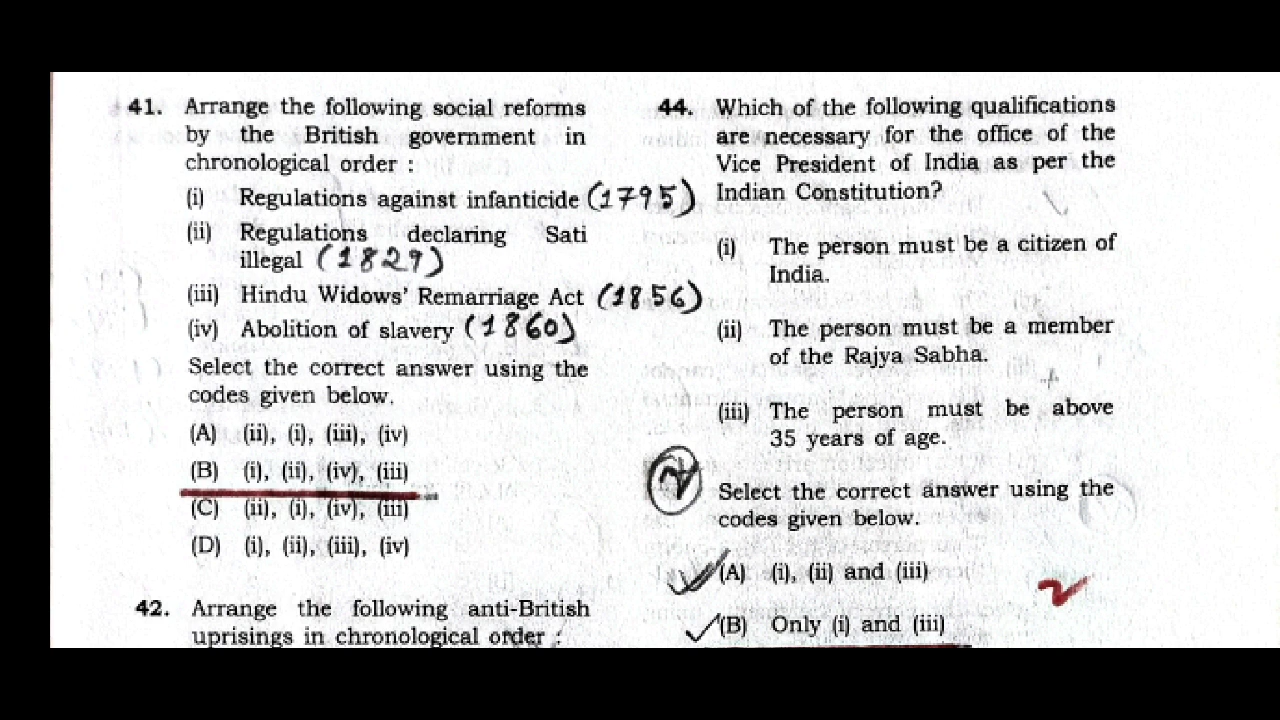 41. Arrange the following social reforms
by the British government in
chronological order :
(i) Regulations against infanticide (1795)
(ii) Regulations declaring Sati
illegal (1829)
(iii) Hindu Widows' Remarriage Act (1856)
(iv) Abolition of slavery (1860)
Select the correct answer using the
codes given below.
(A) (ii), (i), (iii), (iv)
(B) (i), (ii), (iv), (iii)
(C) (ii), (i), (iv), (iii)
(D) (i), (ii), (iii), (iv)
42. Arrange the following anti-British
uprisings in chronological order :
44. Which of the following qualifications
are necessary for the office of the
Vice President of India as per the
Indian Constitution?
(i) The person must be a citizen of
India.
(ii) The person must be a member
of the Rajya Sabha.
(iii) The person must be above
35 years of age.
Select the correct answer using the
codes given below.
(A) (i), (ii) and (iii)
(B) Only (i) and (iii)